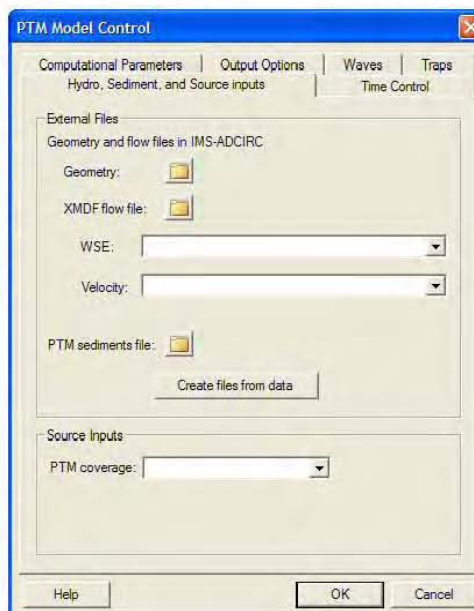 PTM Model Control
Computational Parameters Output Options Waves Traps
Hydro, Sediment, and Source inputs Time Control
External Files
Geometry and flow files in IMS-ADCIRC
Geometry:
XMDF flow file:
WSE:
Velocity:
PTM sediments file:
Create files from data
Source Inputs
PTM coverage:
Help OK Cancel